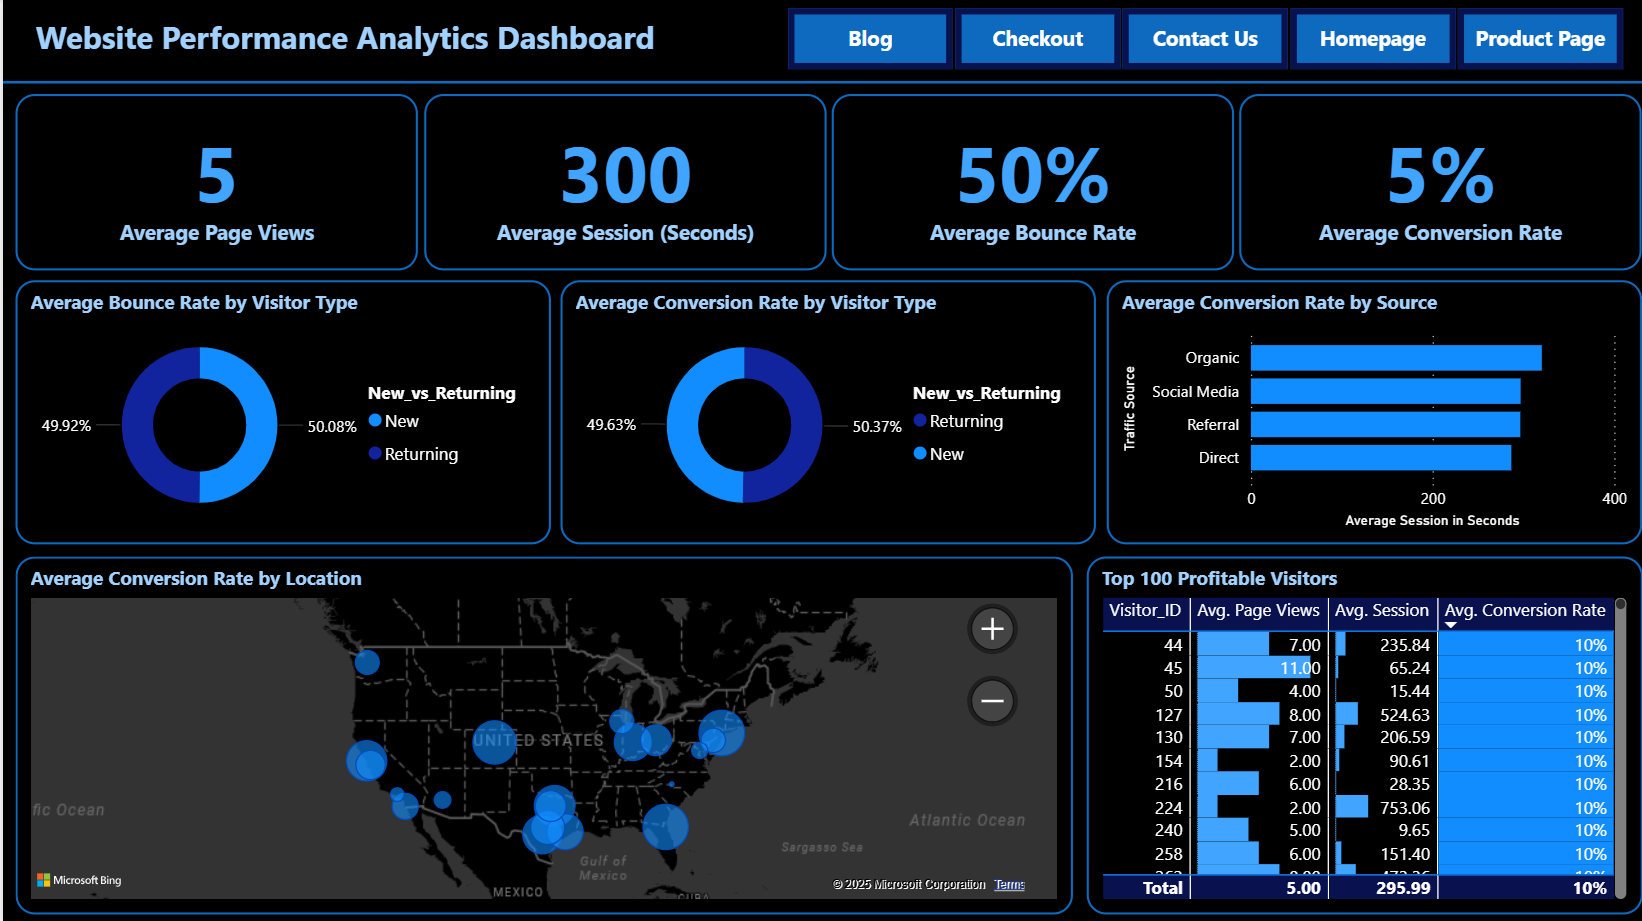 Website Performance Analytics Dashboard
Blog
Checkout
Contact Us
Homepage
Product Page
5
Average Page Views
300
Average Session (Seconds)
50%
Average Bounce Rate
5%
Average Conversion Rate
Average Bounce Rate by Visitor Type
49.92%
50.08%
New_vs_Returning
New
Returning
Average Conversion Rate by Visitor Type
49.63%
50.37%
New_vs_Returning
Returning
New
Average Conversion Rate by Source
Traffic Source
Organic
Social Media
Referral
Direct
0 200 400
Average Session in Seconds
Average Conversion Rate by Location
UNITED STATES
fic Ocean
Atlantic Ocean
Sargasso Sea
Gulf of
Mexico
MEXICO
CUBA
Microsoft Bing
© 2025 Microsoft Corporation Terms
Top 100 Profitable Visitors
Visitor_ID Avg. Page Views Avg. Session Avg. Conversion Rate
44 7.00 235.84 10%
45 11.00 65.24 10%
50 4.00 15.44 10%
127 8.00 524.63 10%
130 7.00 206.59 10%
154 2.00 90.61 10%
216 6.00 28.35 10%
224 2.00 753.06 10%
240 5.00 9.65 10%
258 6.00 151.40 10%
Total 5.00 295.99 10%